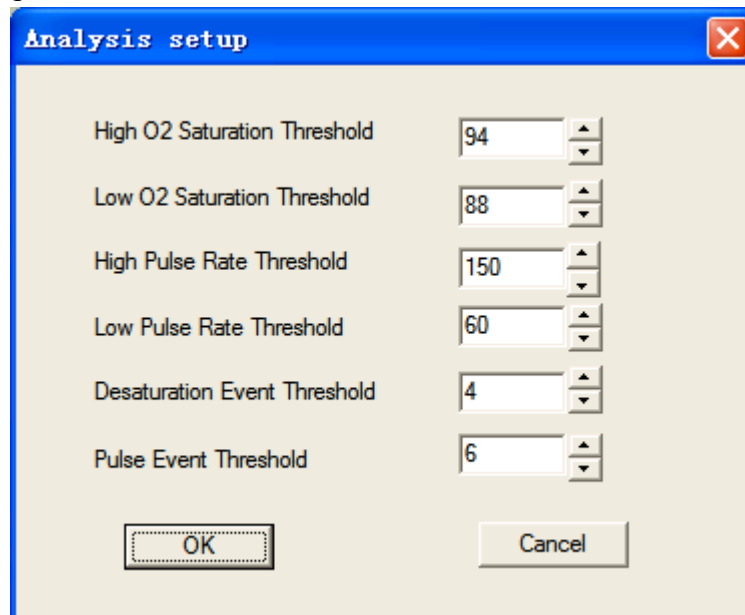 Analysis setup
High O2 Saturation Threshold 94
Low O2 Saturation Threshold 88
High Pulse Rate Threshold 150
Low Pulse Rate Threshold 60
Desaturation Event Threshold 4
Pulse Event Threshold 6
OK Cancel